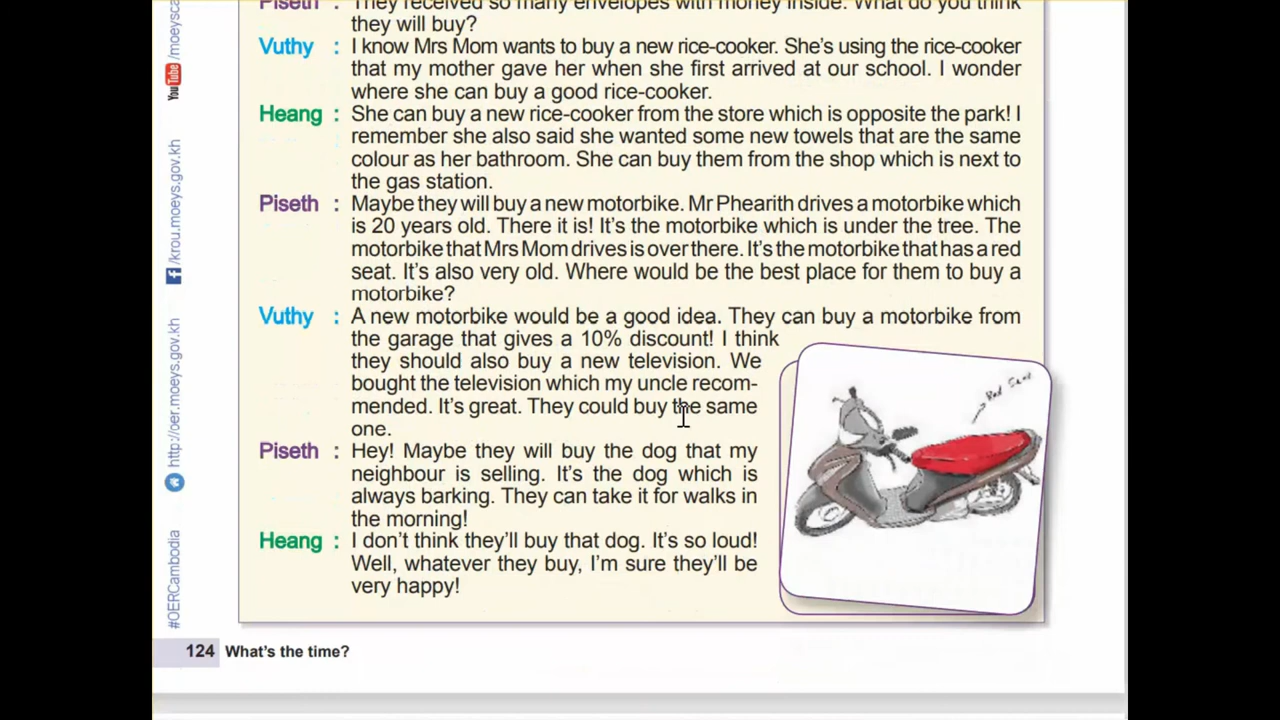 Piseth : They received so many envelopes with money inside. What do you think
they will buy?
Vuthy : I know Mrs Mom wants to buy a new rice-cooker. She's using the rice-cooker
that my mother gave her when she first arrived at our school. I wonder
where she can buy a good rice-cooker.
Heang : She can buy a new rice-cooker from the store which is opposite the park! I
remember she also said she wanted some new towels that are the same
colour as her bathroom. She can buy them from the shop which is next to
the gas station.
Piseth : Maybe they will buy a new motorbike. Mr Phearith drives a motorbike which
is 20 years old. There it is! It's the motorbike which is under the tree. The
motorbike that Mrs Mom drives is over there. It's the motorbike that has a red
seat. It's also very old. Where would be the best place for them to buy a
motorbike?
Vuthy : A new motorbike would be a good idea. They can buy a motorbike from
the garage that gives a 10% discount! I think
they should also buy a new television. We
bought the television which my uncle recom-
mended. It's great. They could buy the same
one.
Piseth : Hey! Maybe they will buy the dog that my
neighbour is selling. It's the dog which is
always barking. They can take it for walks in
the morning!
Heang : I don't think they'll buy that dog. It's so loud!
Well, whatever they buy, I'm sure they'll be
very happy!
Red
124 What's the time?
#OERCambodia
http://oer.moeys.gov.kh
/krou.moeys.gov.kh
YouTube /moeysca